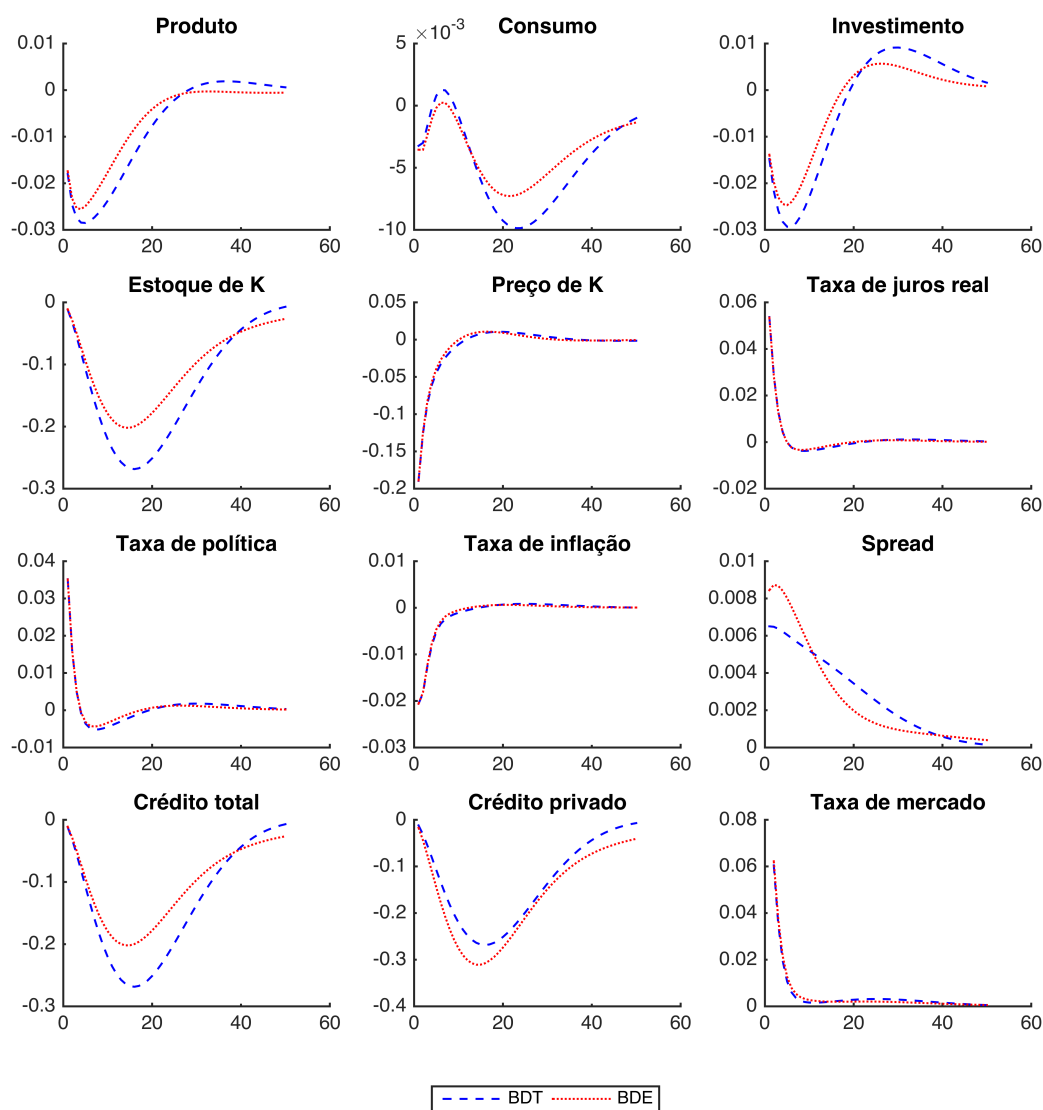 Produto
0.01
0
-0.01
-0.02
-0.03
0 20 40 60
×10-3 Consumo
5
0
-5
-10
0 20 40 60
Investimento
0.01
0
-0.01
-0.02
-0.03
0 20 40 60
Estoque de K
0
-0.1
-0.2
-0.3
0 20 40 60
Preço de K
0.05
0
-0.05
-0.1
-0.15
-0.2
0 20 40 60
Taxa de juros real
0.06
0.04
0.02
0
-0.02
0 20 40 60
Taxa de política
0.04
0.03
0.02
0.01
0
-0.01
0 20 40 60
Taxa de inflação
0.01
0
-0.01
-0.02
-0.03
0 20 40 60
Spread
0.01
0.008
0.006
0.004
0.002
0
0 20 40 60
Crédito total
0
-0.1
-0.2
-0.3
0 20 40 60
Crédito privado
0
-0.1
-0.2
-0.3
-0.4
0 20 40 60
Taxa de mercado
0.08
0.06
0.04
0.02
0
0 20 40 60
BDT BDE